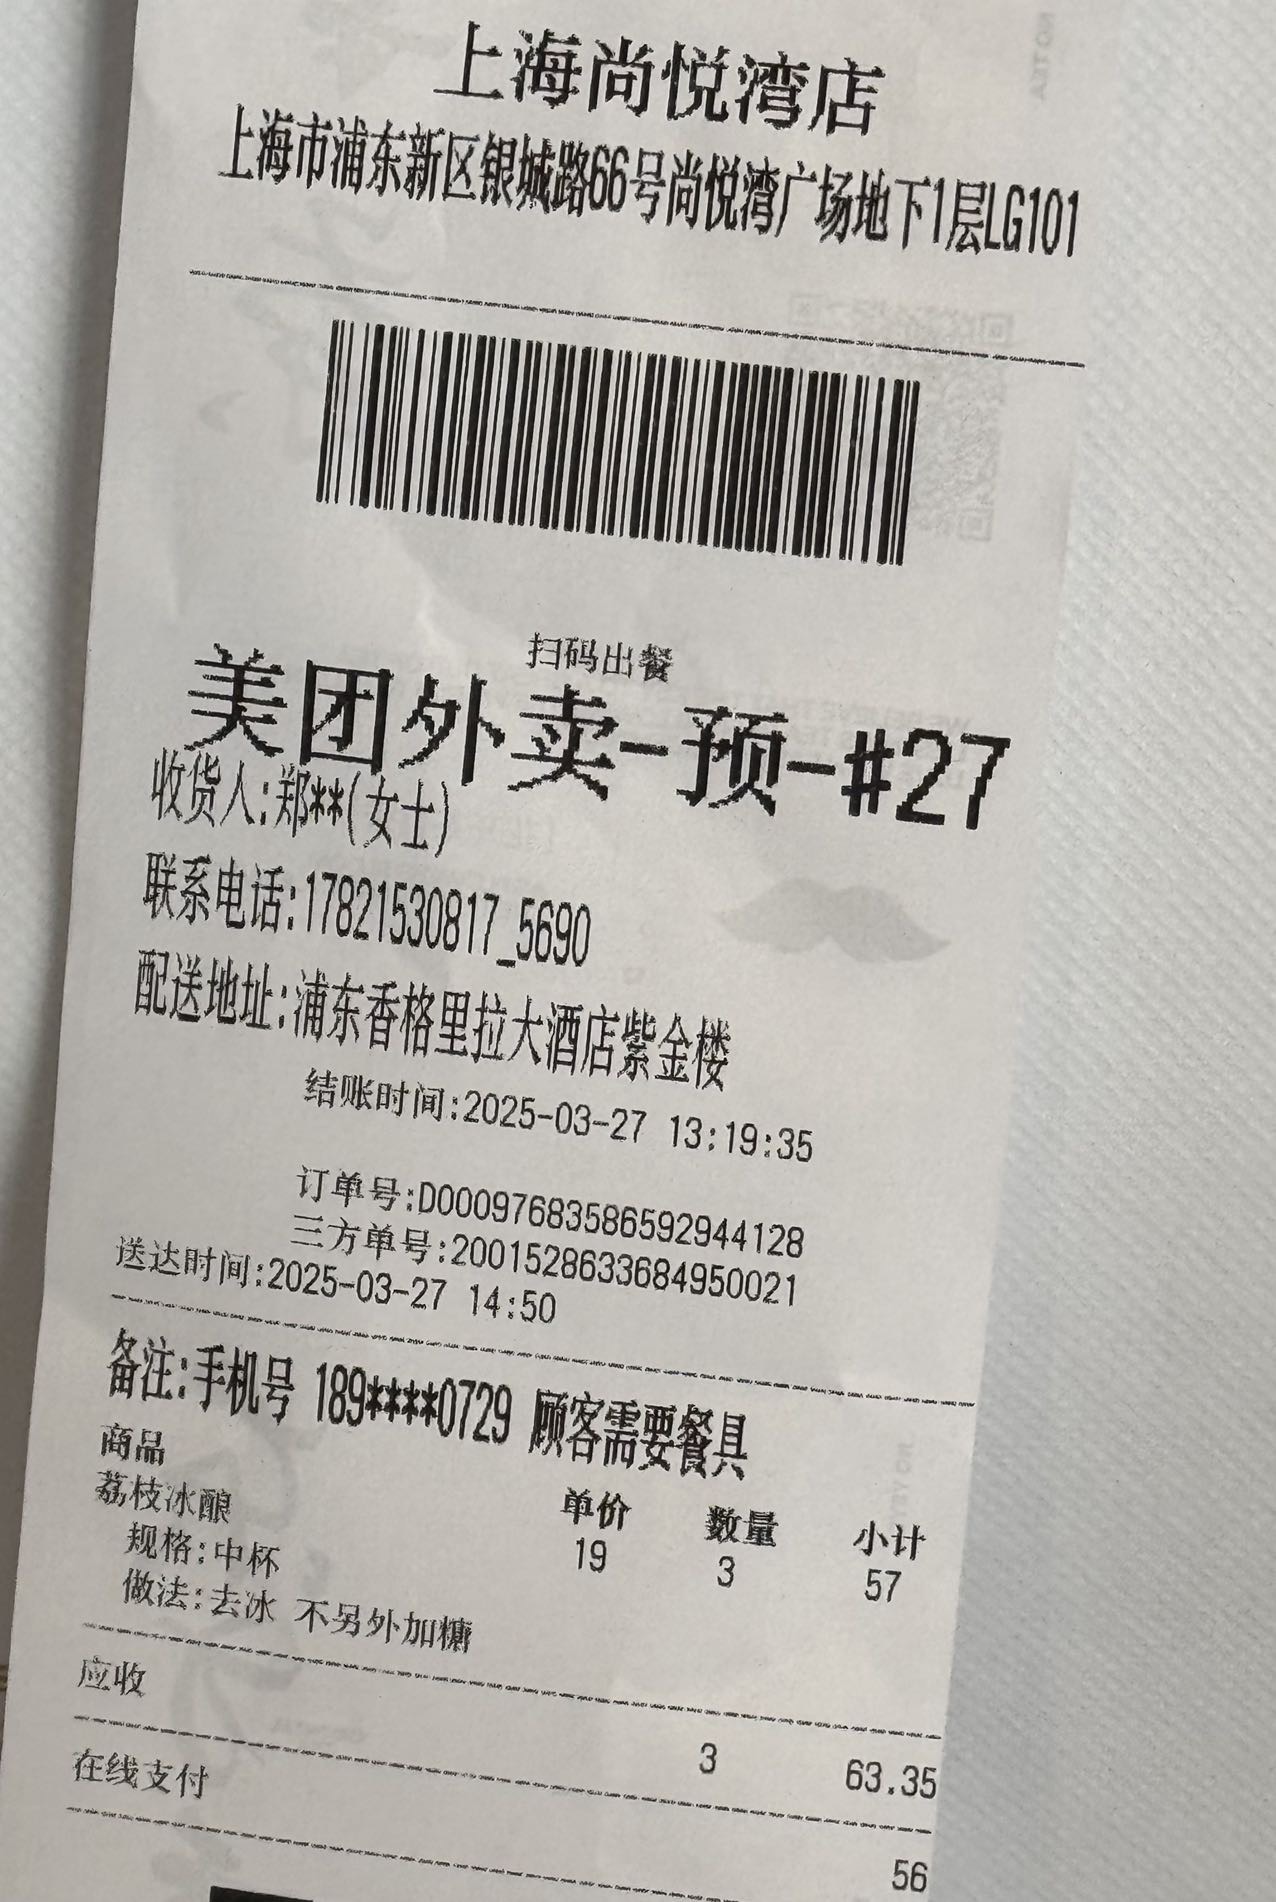 上海尚悦湾店
上海市浦东新区银城路66号尚悦湾广场地下1层LG101
扫码出餐
美团外卖-预-#27
收货人:郑**(女士)
联系电话:17821530817_5690
配送地址:浦东香格里拉大酒店紫金楼
结账时间:2025-03-27 13:19:35
订单号:D00097683586592944128
三方单号:2001528633684950021
送达时间:2025-03-27 14:50
备注:手机号 189****0729 顾客需要餐具
商品 单价 数量 小计
荔枝冰酿 19 3 57
规格:中杯
做法:去冰 不另外加糖
应收 3 63.35
在线支付 56